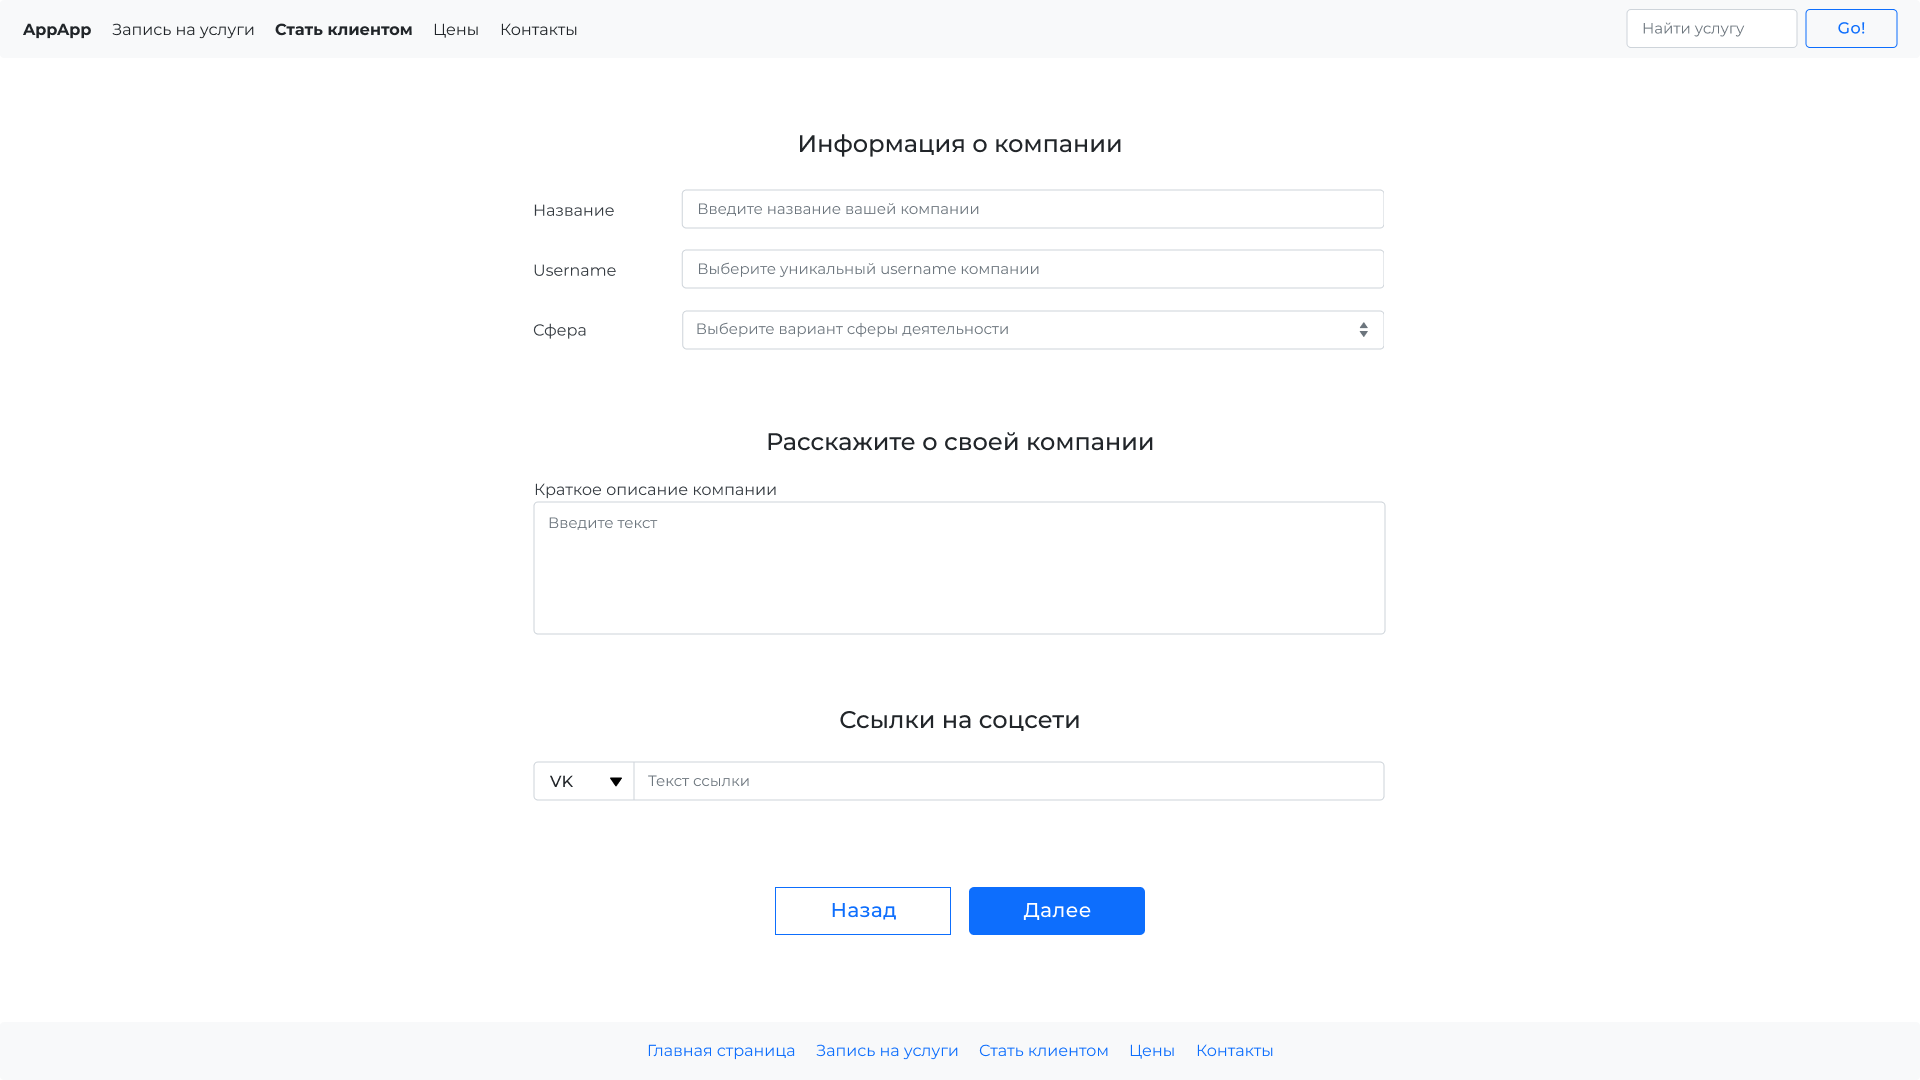 AppApp Запись на услуги Стать клиентом Цены Контакты Найти услугу Go!
Информация о компании
Название Введите название вашей компании
Username Выберите уникальный username компании
Сфера Выберите вариант сферы деятельности
Расскажите о своей компании
Краткое описание компании
Введите текст
Ссылки на соцсети
VK Текст ссылки
Назад Далее
Главная страница Запись на услуги Стать клиентом Цены Контакты